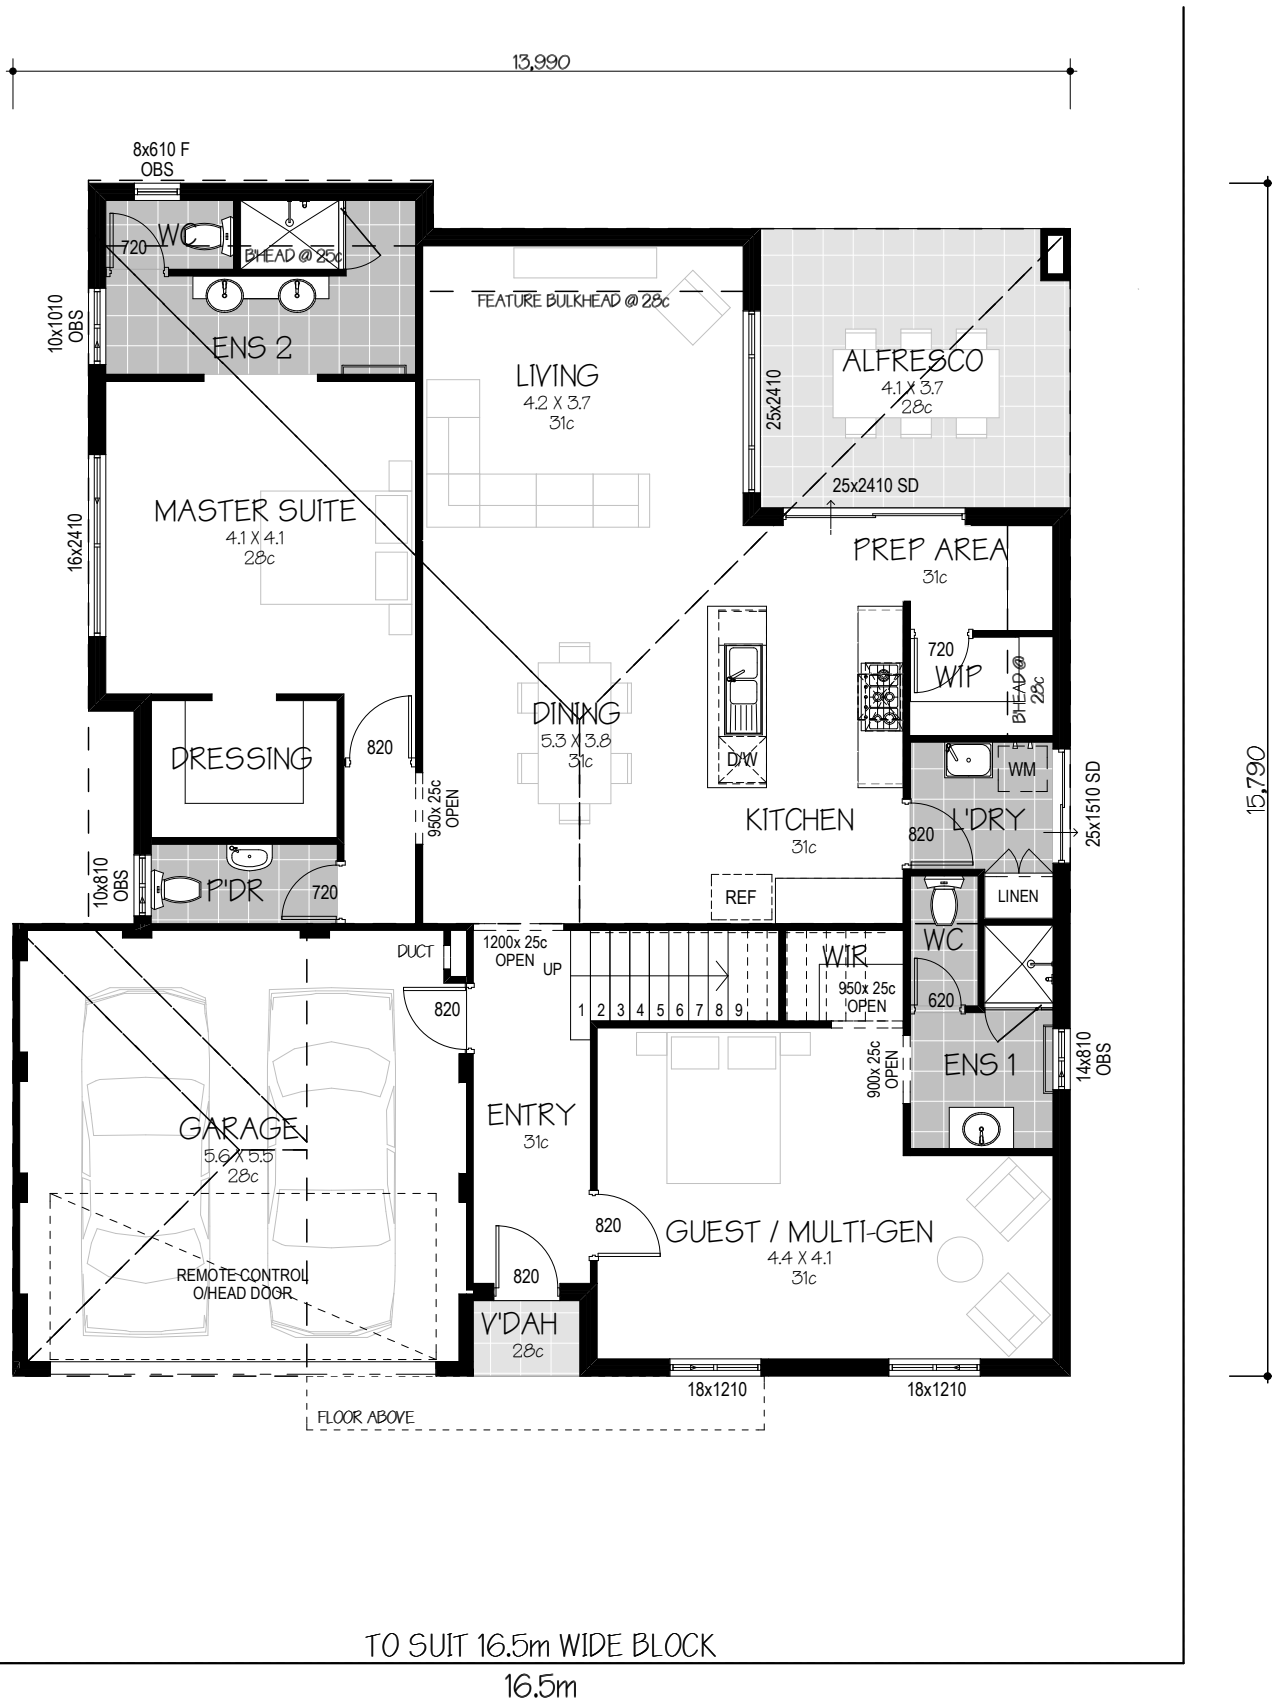 13,990
8x610 F
OBS
WC
720
B'HEAD @ 25c
10x1010
OBS
ENS 2
FEATURE BULKHEAD @ 28c
LIVING
4.2 X 3.7
31c
25x2410
ALFRESCO
4.1 X 3.7
28c
25x2410 SD
MASTER SUITE
4.1 X 4.1
28c
16x2410
PREP AREA
31c
720
WIP
B'HEAD @
28c
DINING
5.3 X 3.8
31c
D/W
DRESSING
820
950x 25c
OPEN
KITCHEN
31c
WM
L'DRY
820
25x1510 SD
15,790
10x810
OBS
P'DR
720
REF
LINEN
WC
DUCT
1200x 25c
OPEN
UP
1 2 3 4 5 6 7 8 9
WIR
950x 25c
OPEN
620
820
ENS 1
900x 25c
OPEN
14x810
OBS
GARAGE
5.6 X 5.5
28c
ENTRY
31c
820
GUEST / MULTI-GEN
4.4 X 4.1
31c
REMOTE CONTROL
O/HEAD DOOR
820
V'DAH
28c
18x1210
18x1210
FLOOR ABOVE
TO SUIT 16.5m WIDE BLOCK
16.5m